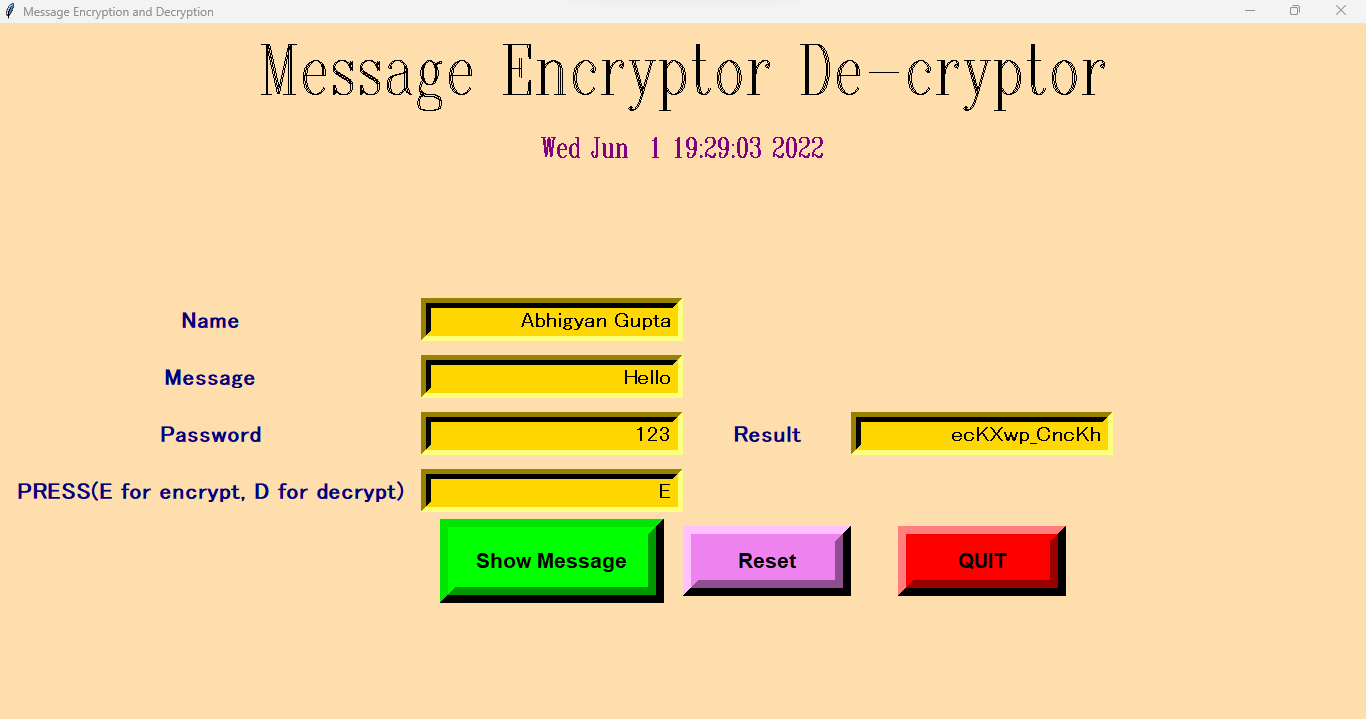 Message Encryption and Decryption
Message Encryptor De-cryptor
Wed Jun  1 19:29:03 2022
Name Abhigyan Gupta
Message Hello
Password 123 Result ecKXwp_CncKh
PRESS(E for encrypt, D for decrypt) E
Show Message Reset QUIT